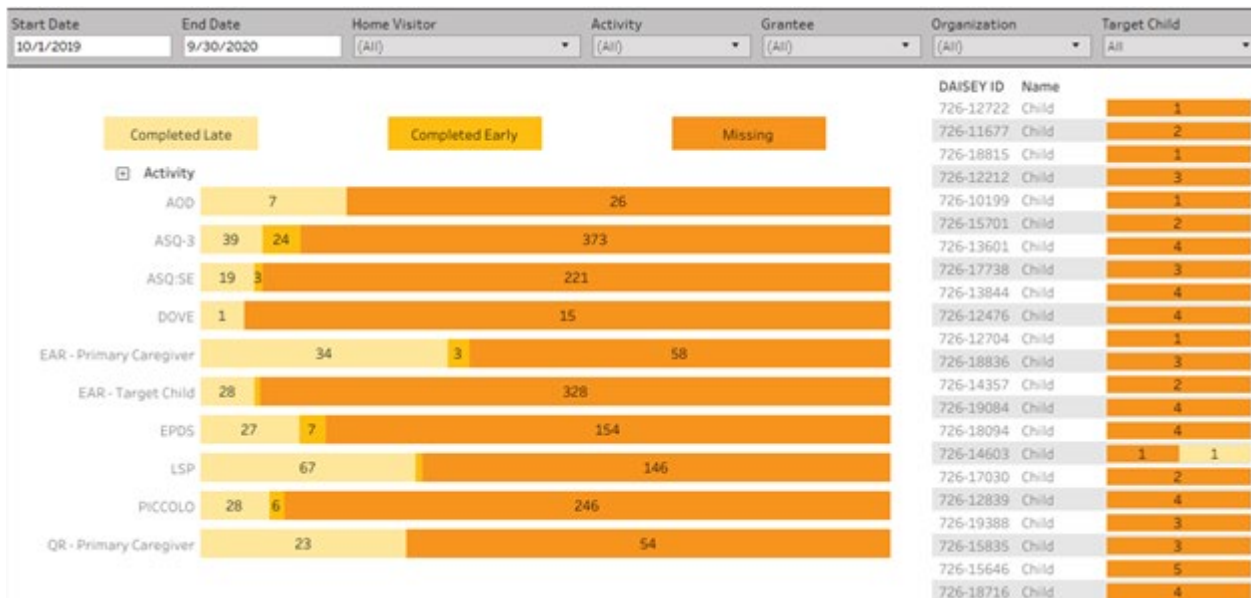 Start Date End Date Home Visitor Activity Grantee Organization Target Child
10/1/2019 9/30/2020 (All) (All) (All) (All) All
DAISEY ID Name
Completed Late Completed Early Missing
Activity
AOD 7 26
ASQ-3 39 24 373
ASQ:SE 19 3 221
DOVE 1 15
EAR - Primary Caregiver 34 3 58
EAR - Target Child 28 328
EPDS 27 7 154
LSP 67 146
PICCOLO 28 6 246
QR - Primary Caregiver 23 54
726-12722 Child 1
726-11677 Child 2
726-18815 Child 1
726-12212 Child 3
726-10199 Child 1
726-15701 Child 2
726-13601 Child 4
726-17738 Child 3
726-13844 Child 4
726-12476 Child 4
726-12704 Child 1
726-18836 Child 3
726-14357 Child 2
726-19084 Child 4
726-18094 Child 4
726-14603 Child 1 1
726-17030 Child 2
726-12839 Child 4
726-19388 Child 3
726-15835 Child 3
726-15646 Child 5
726-18716 Child 4